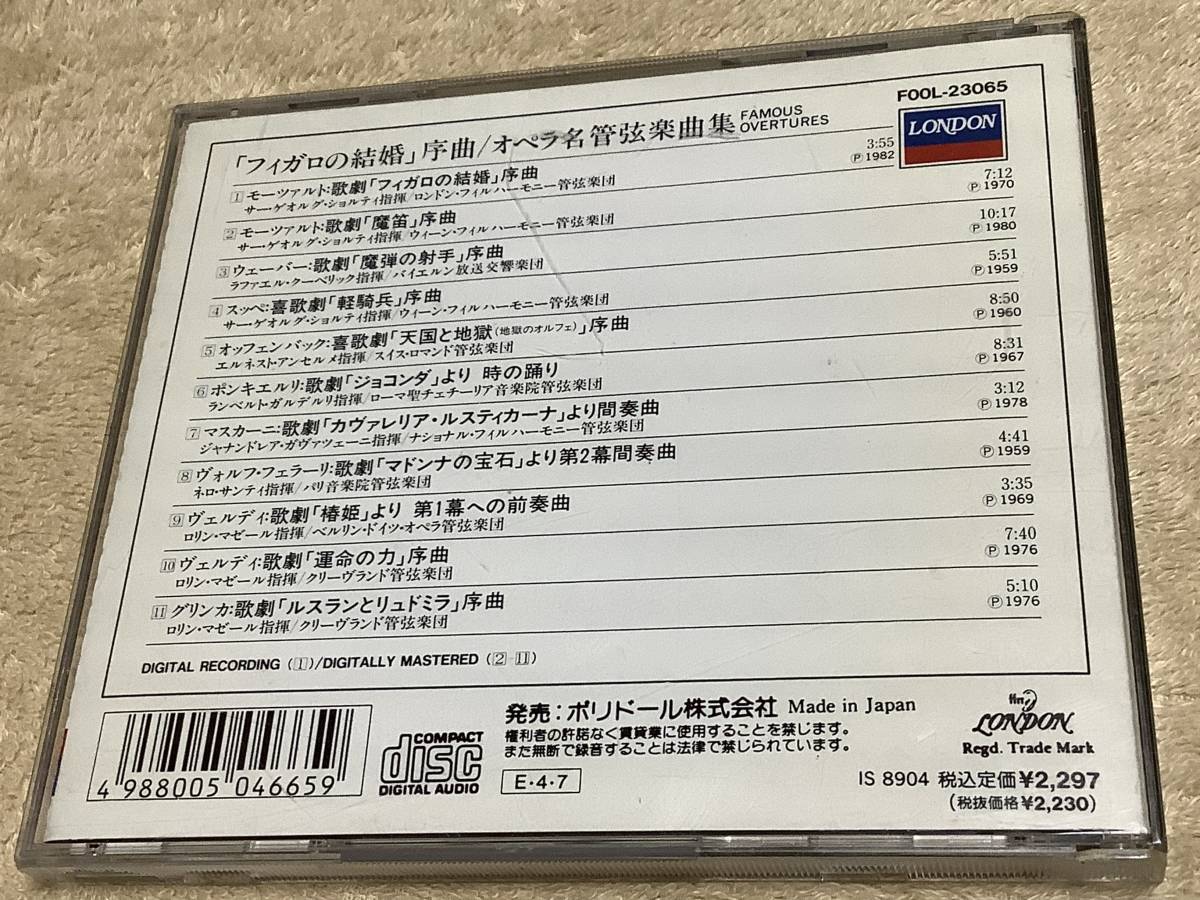 F00L-23065
LONDON
「フィガロの結婚」序曲/オペラ名管弦楽曲集 FAMOUS OVERTURES
1 モーツァルト:歌劇「フィガロの結婚」序曲 3:55
サー・ゲオルグ・ショルティ指揮/ロンドン・フィルハーモニー管弦楽団 Ⓟ1982
2 モーツァルト:歌劇「魔笛」序曲 7:12
サー・ゲオルグ・ショルティ指揮/ウィーン・フィルハーモニー管弦楽団 Ⓟ1970
3 ウェーバー:歌劇「魔弾の射手」序曲 10:17
ラファエル・クーベリック指揮/バイエルン放送交響楽団 Ⓟ1980
4 スッペ:喜歌劇「軽騎兵」序曲 5:51
サー・ゲオルグ・ショルティ指揮/ウィーン・フィルハーモニー管弦楽団 Ⓟ1959
5 オッフェンバック:喜歌劇「天国と地獄(地獄のオルフェ)」序曲 8:50
エルネスト・アンセルメ指揮/スイス・ロマンド管弦楽団 Ⓟ1960
6 ポンキエルリ:歌劇「ジョコンダ」より 時の踊り 8:31
ランベルト・ガルデルリ指揮/ローマ聖チェチーリア音楽院管弦楽団 Ⓟ1967
7 マスカーニ:歌劇「カヴァレリア・ルスティカーナ」より間奏曲 3:12
ジャナンドレア・ガヴァツェーニ指揮/ナショナル・フィルハーモニー管弦楽団 Ⓟ1978
8 ヴォルフ・フェラーリ:歌劇「マドンナの宝石」より第2幕間奏曲 4:41
ネロ・サンティ指揮/パリ音楽院管弦楽団 Ⓟ1959
9 ヴェルディ:歌劇「椿姫」より 第1幕への前奏曲 3:35
ロリン・マゼール指揮/ベルリン・ドイツ・オペラ管弦楽団 Ⓟ1969
10 ヴェルディ:歌劇「運命の力」序曲 7:40
ロリン・マゼール指揮/クリーヴランド管弦楽団 Ⓟ1976
11 グリンカ:歌劇「ルスランとリュドミラ」序曲 5:10
ロリン・マゼール指揮/クリーヴランド管弦楽団 Ⓟ1976
DIGITAL RECORDING (1)/DIGITALLY MASTERED (2-11)
4 988005 046659
COMPACT
disc
DIGITAL AUDIO
発売:ポリドール株式会社 Made in Japan
権利者の許諾なく賃貸業に使用することを禁じます。
また無断で録音することは法律で禁じられています。
E・4・7
ffrr
LONDON
Regd. Trade Mark
IS 8904 税込定価¥2,297
(税抜価格¥2,230)